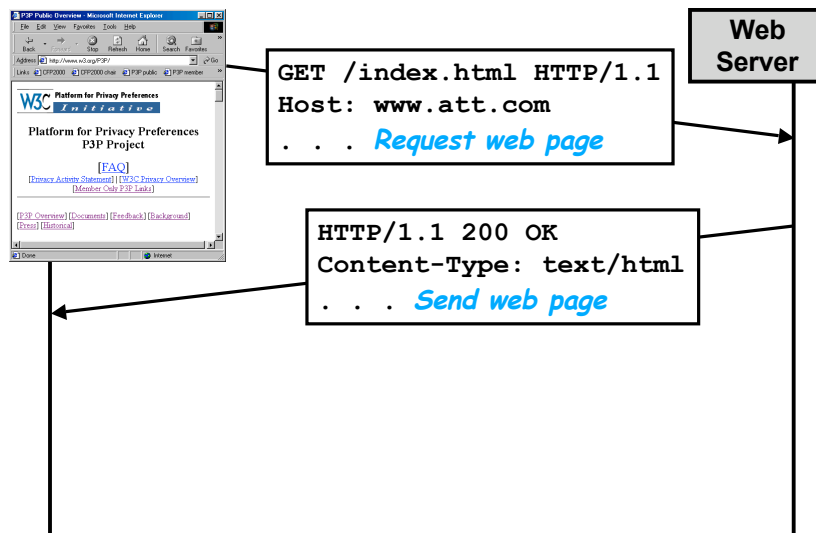 P3P Public Overview - Microsoft Internet Explorer
File Edit View Favorites Tools Help
Back Forward Stop Refresh Home Search Favorites
Address http://www.w3.org/P3P/ Go
Links CFP2000 CFP2000 chair P3P public P3P member
W3C Platform for Privacy Preferences
Initiative
Platform for Privacy Preferences
P3P Project
[FAQ]
[Privacy Activity Statement] | [W3C Privacy Overview]
[Member Only P3P Links]
[P3P Overview] [Documents] [Feedback] [Background]
[Press] [Historical]
Done Internet
GET /index.html HTTP/1.1
Host: www.att.com
. . . Request web page
Web
Server
HTTP/1.1 200 OK
Content-Type: text/html
. . . Send web page